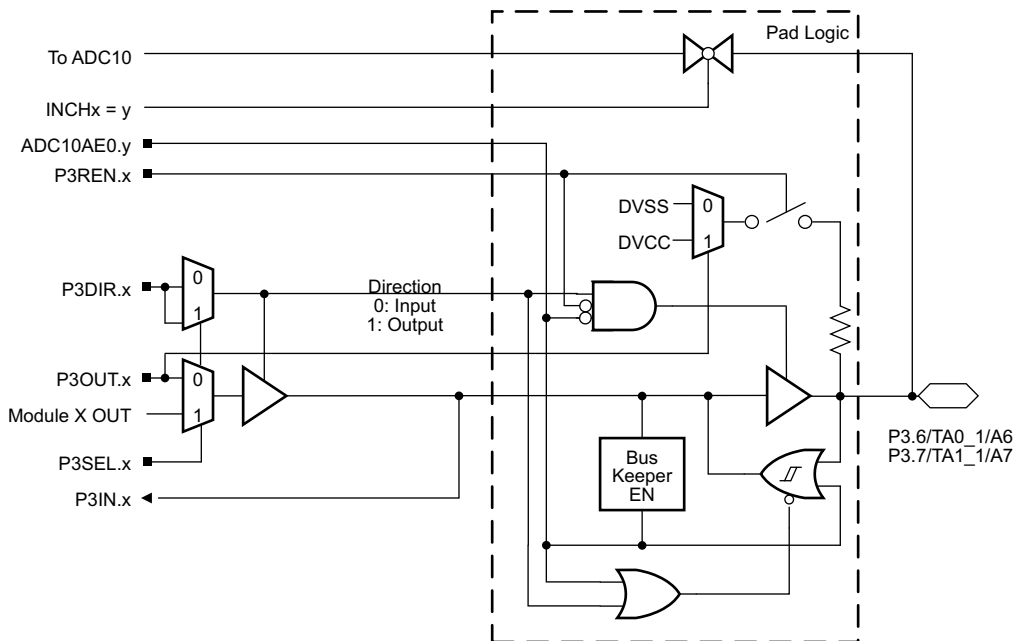 Pad Logic
To ADC10
INCHx = y
ADC10AE0.y
P3REN.x
DVSS
0
DVCC
1
P3DIR.x
0
1
Direction
0: Input
1: Output
P3OUT.x
0
Module X OUT
1
P3SEL.x
P3IN.x
Bus
Keeper
EN
P3.6/TA0_1/A6
P3.7/TA1_1/A7